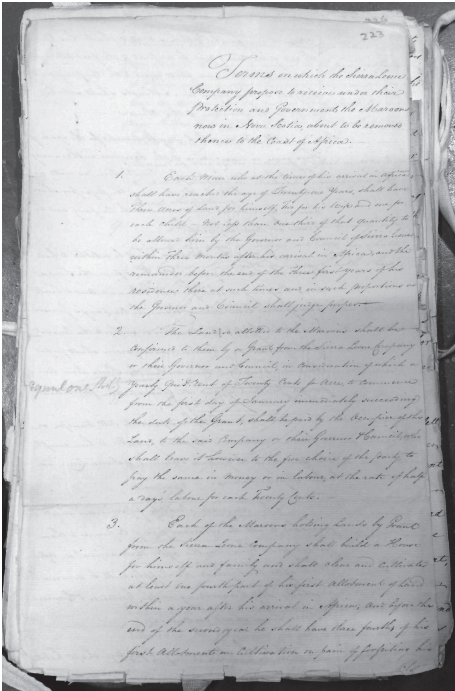 226
223
Terms on which the Sierra Leone
Company propose to receive under their
Protection and Government the Maroons
now in Nova Scotia about to be removed
thence to the Coast of Africa.
1. Each Man who at the time of his arrival in Africa
shall have reached the age of Twenty one Years, shall have
Three Acres of Land for himself, for his Wife and one for
each Child — not less than one third of that quantity to
be allotted him by the Governor and Council of Sierra Leone
within Three Months after his arrival in Africa and the
remainder before the end of the Three first years of his
residence there at such times and in such proportions as
the Governor and Council shall judge proper.
2. The Land so allotted to the Maroons shall be
confirmed to them by a Grant from the Sierra Leone Company
or their Governor and Council, in consideration of which a
yearly Quit Rent of Twenty Cents per Acre, to commence
from the first day of January immediately succeeding
the date of the Grant, shall be paid by the Occupier of the
Land, to the said Company or their Governor & Council, who
shall leave it however to the free choice of the party to
pay the same in money or in labour at the rate of half
a days labour for each Twenty Cents.
3. Each of the Maroons holding Lands by Grant
from the Sierra Leone Company shall build a House
for himself and family and shall clear and cultivate
at least one fourth part of his first Allotment of Land
within a year after his arrival in Africa, and before the
end of the second year he shall have three fourths of his
first Allotment in Cultivation on pain of forfeiting his